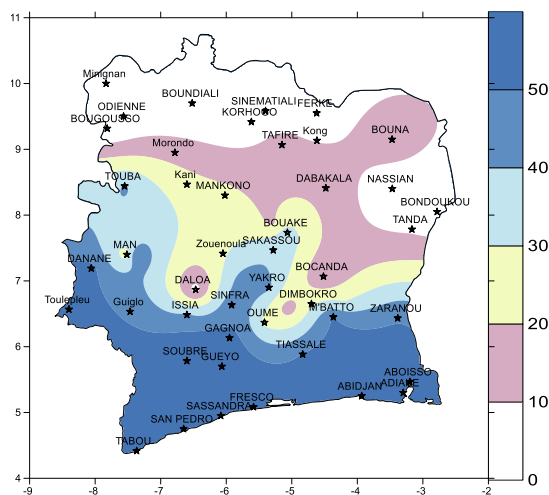 11
10
9
8
7
6
5
4
-9
-8
-7
-6
-5
-4
-3
-2
50
40
30
20
10
0
Minignan
BOUNDIALI
ODIENNE
BOUGOUSSO
SINEMATIALI
FERKE
KORHOGO
TAFIRE
Kong
BOUNA
Morondo
TOUBA
Kani
MANKONO
DABAKALA
NASSIAN
BONDOUKOU
TANDA
BOUAKE
MAN
Zouenoula
SAKASSOU
DANANE
DALOA
YAKRO
BOCANDA
Toulepleu
Guiglo
ISSIA
SINFRA
DIMBOKRO
OUME
M'BATTO
ZARANOU
GAGNOA
TIASSALE
SOUBRE
GUEYO
ABOISSO
ADIAKE
ABIDJAN
FRESCO
SASSANDRA
SAN PEDRO
TABOU